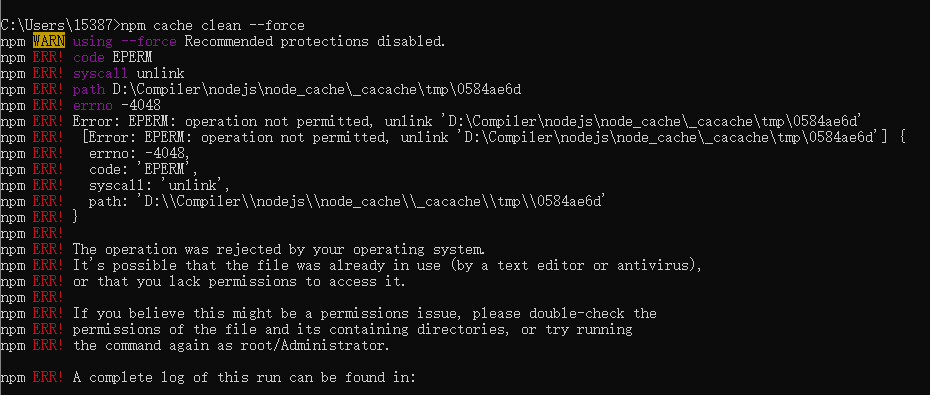 C:\Users\15387>npm cache clean --force
npm WARN using --force Recommended protections disabled.
npm ERR! code EPERM
npm ERR! syscall unlink
npm ERR! path D:\Compiler\nodejs\node_cache\_cacache\tmp\0584ae6d
npm ERR! errno -4048
npm ERR! Error: EPERM: operation not permitted, unlink 'D:\Compiler\nodejs\node_cache\_cacache\tmp\0584ae6d'
npm ERR!  [Error: EPERM: operation not permitted, unlink 'D:\Compiler\nodejs\node_cache\_cacache\tmp\0584ae6d'] {
npm ERR!   errno: -4048,
npm ERR!   code: 'EPERM',
npm ERR!   syscall: 'unlink',
npm ERR!   path: 'D:\\Compiler\\nodejs\\node_cache\\_cacache\\tmp\\0584ae6d'
npm ERR! }
npm ERR!
npm ERR! The operation was rejected by your operating system.
npm ERR! It's possible that the file was already in use (by a text editor or antivirus),
npm ERR! or that you lack permissions to access it.
npm ERR!
npm ERR! If you believe this might be a permissions issue, please double-check the
npm ERR! permissions of the file and its containing directories, or try running
npm ERR! the command again as root/Administrator.
npm ERR! A complete log of this run can be found in: